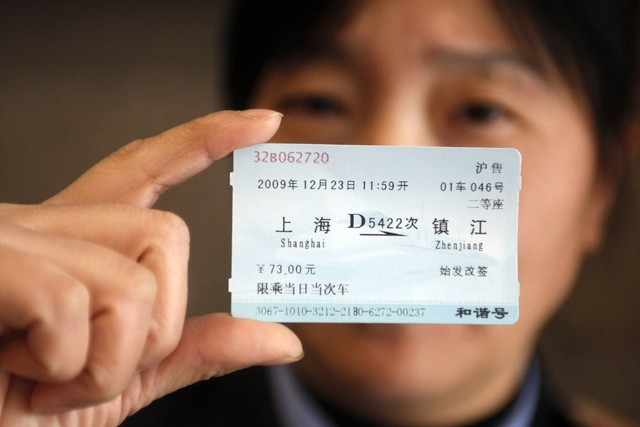 32B062720
沪售
2009年12月23日11:59开 01车046号
二等座
上海 D5422次 镇江
Shanghai Zhenjiang
￥73.00元 始发改签
限乘当日当次车
3067-1010-3212-21B0-6272-00237 和谐号